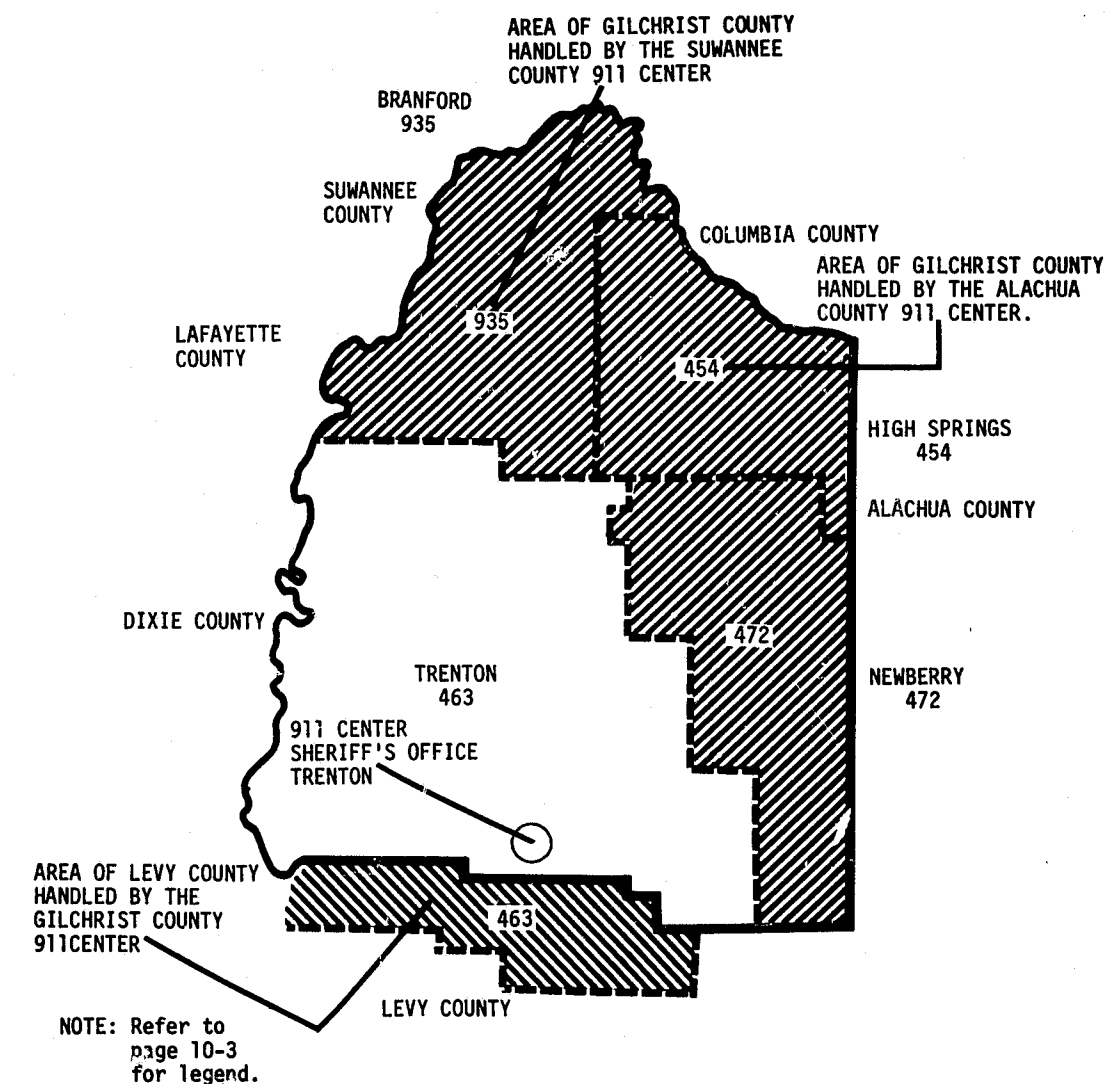 AREA OF GILCHRIST COUNTY
HANDLED BY THE SUWANNEE
COUNTY 911 CENTER
BRANFORD
935
SUWANNEE
COUNTY
COLUMBIA COUNTY
AREA OF GILCHRIST COUNTY
HANDLED BY THE ALACHUA
COUNTY 911 CENTER.
935
LAFAYETTE
COUNTY
454
HIGH SPRINGS
454
ALACHUA COUNTY
DIXIE COUNTY
472
TRENTON
463
NEWBERRY
472
911 CENTER
SHERIFF'S OFFICE
TRENTON
AREA OF LEVY COUNTY
HANDLED BY THE
GILCHRIST COUNTY
911CENTER
463
LEVY COUNTY
NOTE: Refer to
page 10-3
for legend.